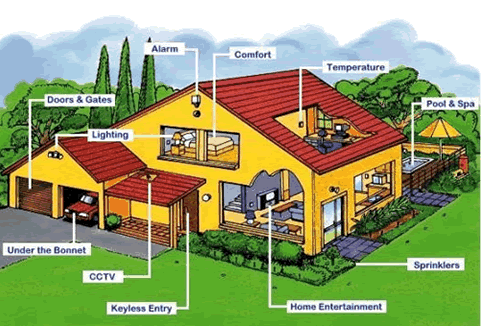 Alarm
Comfort
Temperature
Doors & Gates
Pool & Spa
Lighting
Under the Bonnet
CCTV
Sprinklers
Keyless Entry
Home Entertainment